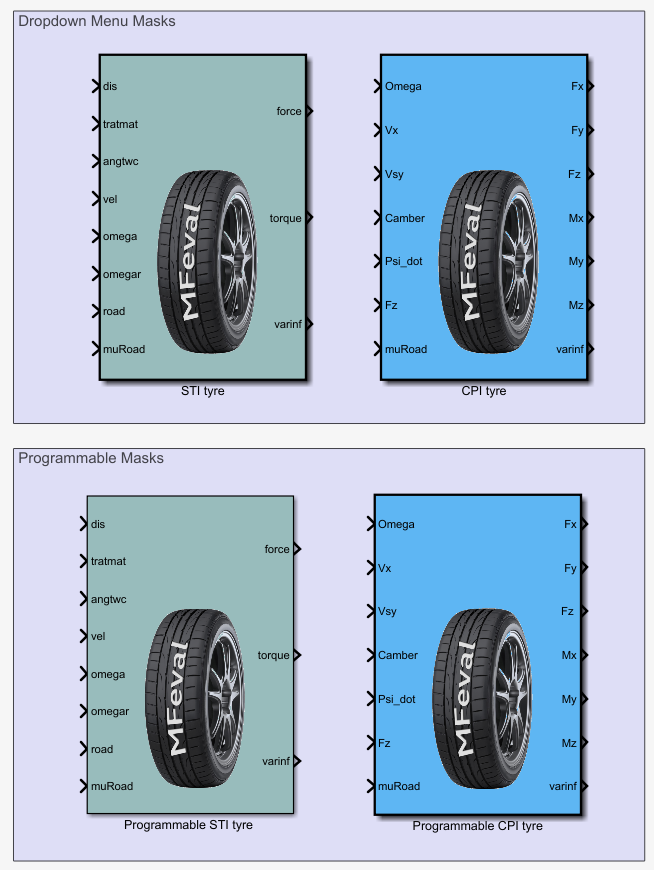 Dropdown Menu Masks
dis
tratmat
angtwc
vel
omega
omegar
road
muRoad
force
torque
varinf
MFeval
STI tyre
Omega
Vx
Vsy
Camber
Psi_dot
Fz
muRoad
Fx
Fy
Fz
Mx
My
Mz
varinf
MFeval
CPI tyre
Programmable Masks
dis
tratmat
angtwc
vel
omega
omegar
road
muRoad
force
torque
varinf
MFeval
Programmable STI tyre
Omega
Vx
Vsy
Camber
Psi_dot
Fz
muRoad
Fx
Fy
Fz
Mx
My
Mz
varinf
MFeval
Programmable CPI tyre